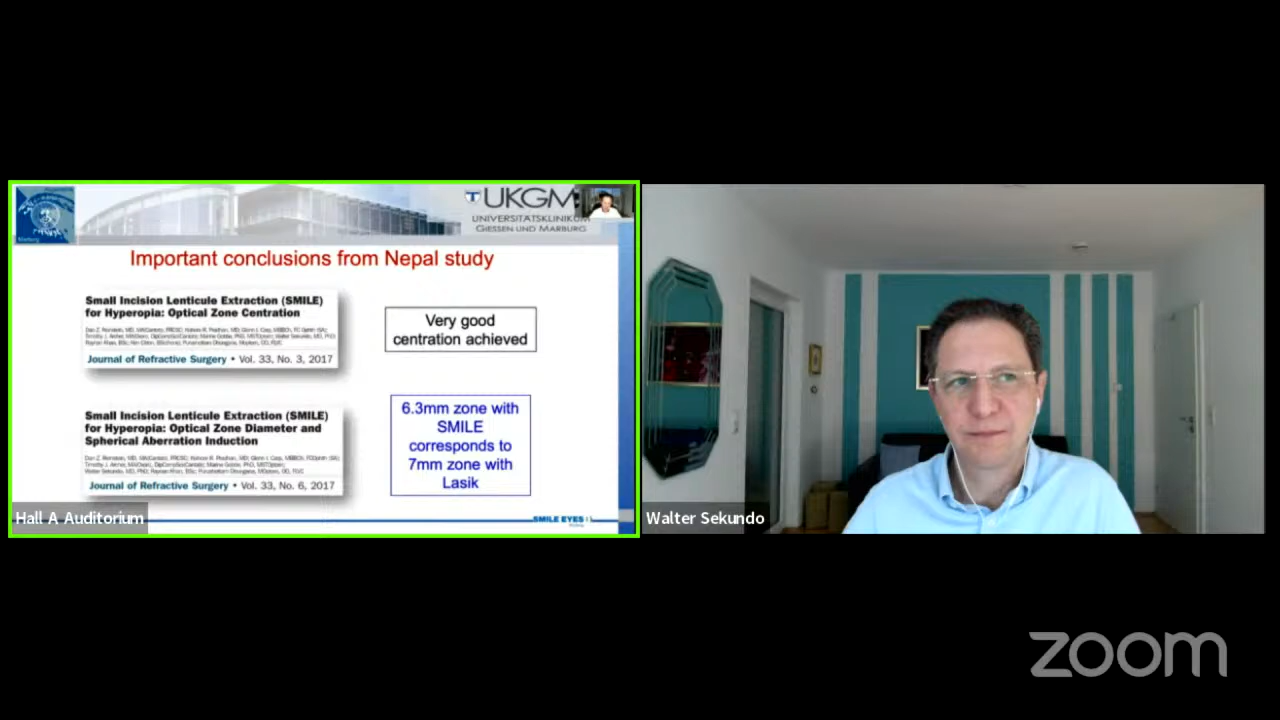 UKGM
UNIVERSITÄTSKLINIKUM
GIESSEN UND MARBURG
Important conclusions from Nepal study
Small Incision Lenticule Extraction (SMILE)
for Hyperopia: Optical Zone Centration
Journal of Refractive Surgery • Vol. 33, No. 3, 2017
Very good
centration achieved
Small Incision Lenticule Extraction (SMILE)
for Hyperopia: Optical Zone Diameter and
Spherical Aberration Induction
Journal of Refractive Surgery • Vol. 33, No. 6, 2017
6.3mm zone with
SMILE
corresponds to
7mm zone with
Lasik
SMILE EYES
Hall A Auditorium
Walter Sekundo
zoom